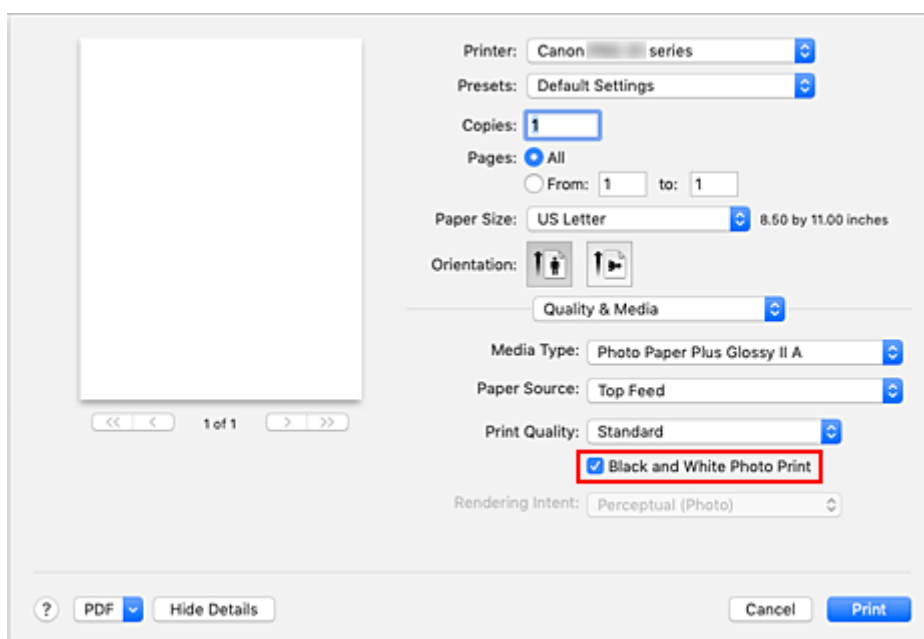 Printer: Canon series
Presets: Default Settings
Copies: 1
Pages: All
From: 1 to: 1
Paper Size: US Letter 8.50 by 11.00 inches
Orientation:
Quality & Media
Media Type: Photo Paper Plus Glossy II A
Paper Source: Top Feed
<< < 1 of 1 > >>
Print Quality: Standard
Black and White Photo Print
Rendering Intent: Perceptual (Photo)
? PDF Hide Details Cancel Print